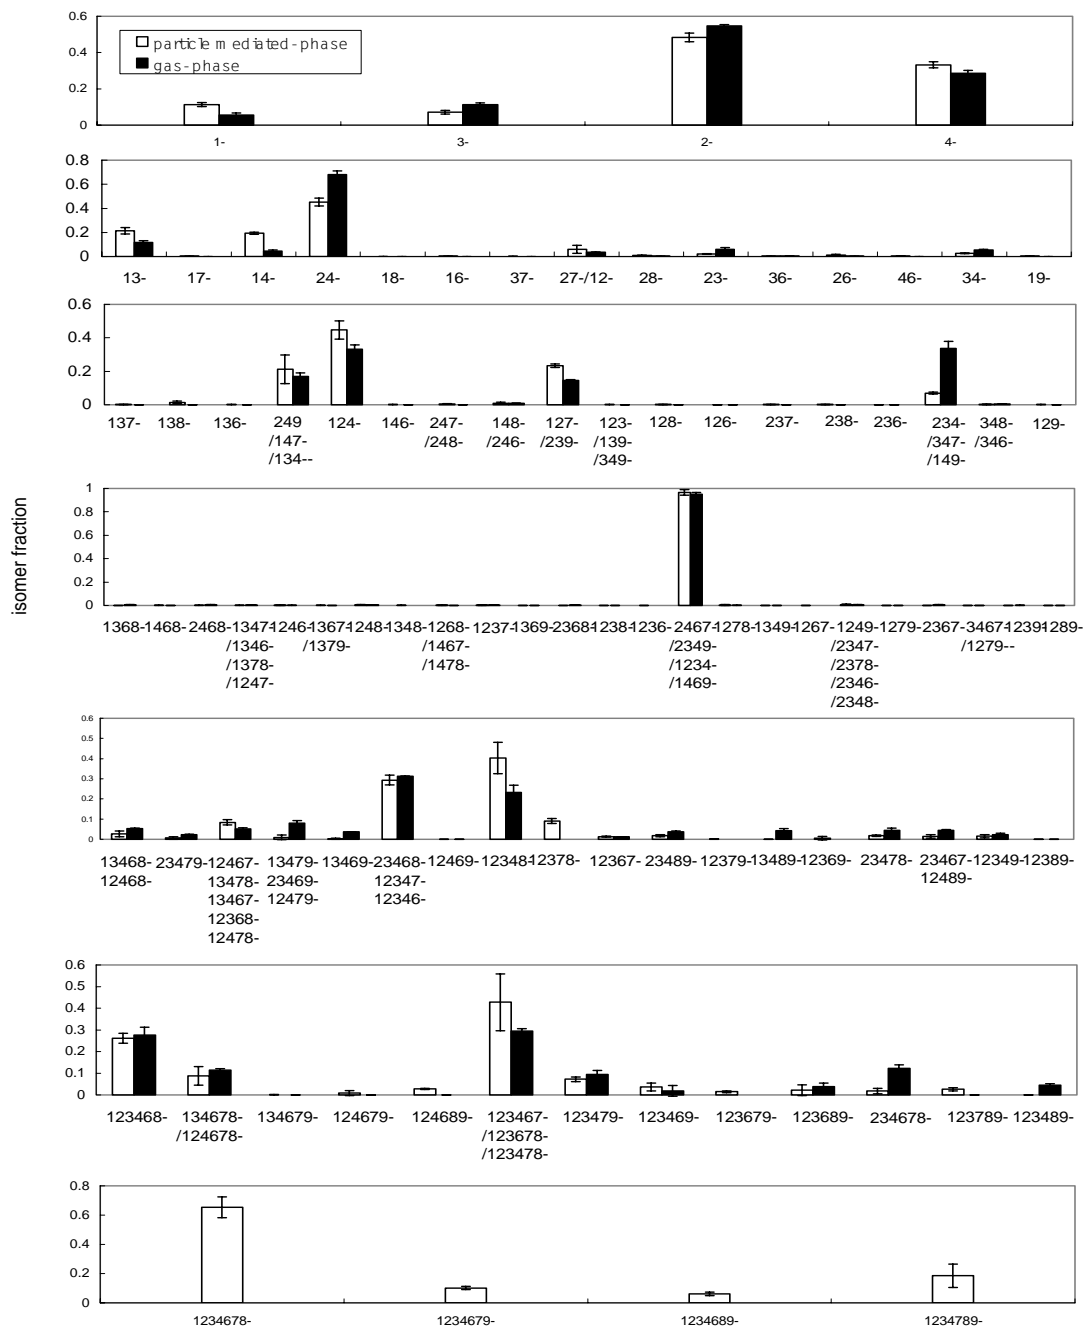 isomer fraction
0.6
0.4
0.2
0
particle mediated-phase
gas-phase
1- 3- 2- 4-
0.8
0.6
0.4
0.2
0
13- 17- 14- 24- 18- 16- 37- 27-/12- 28- 23- 36- 26- 46- 34- 19-
0.6
0.4
0.2
0
137- 138- 136- 249 124- 146- 247- 148- 127- 123- 128- 126- 237- 238- 236- 234- 348- 129-
/147- /248- /246- /239- /139- /347- /346-
/134-- /349- /149-
1
0.8
0.6
0.4
0.2
0
1368-1468- 2468-1347- 1246-1367-1248-1348- 1268- 1237-1369-2368-1238-1236- 2467-1278-1349-1267- 1249-1279-2367-3467-1239-1289-
/1346- /1379- /1467- /2349- /2347- /1279--
/1378- /1478- /1234- /2378-
/1247- /1469- /2346-
/2348-
0.6
0.5
0.4
0.3
0.2
0.1
0
13468-23479-12467- 13479-13469-23468-12469-1234812378- 12367-23489-12379-13489-12369- 23478- 23467-12349-12389-
12468- 13478- 23469- 12347- 12489-
13467- 12479- 12346-
12368-
12478-
0.6
0.5
0.4
0.3
0.2
0.1
0
123468- 134678- 134679- 124679- 124689- 123467- 123479- 123469- 123679- 123689- 234678- 123789- 123489-
/124678- /123678-
/123478-
0.8
0.6
0.4
0.2
0
1234678- 1234679- 1234689- 1234789-